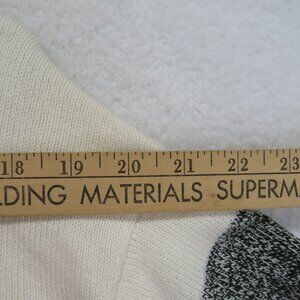 18 19 20 21 22 23
LDING MATERIALS SUPERM